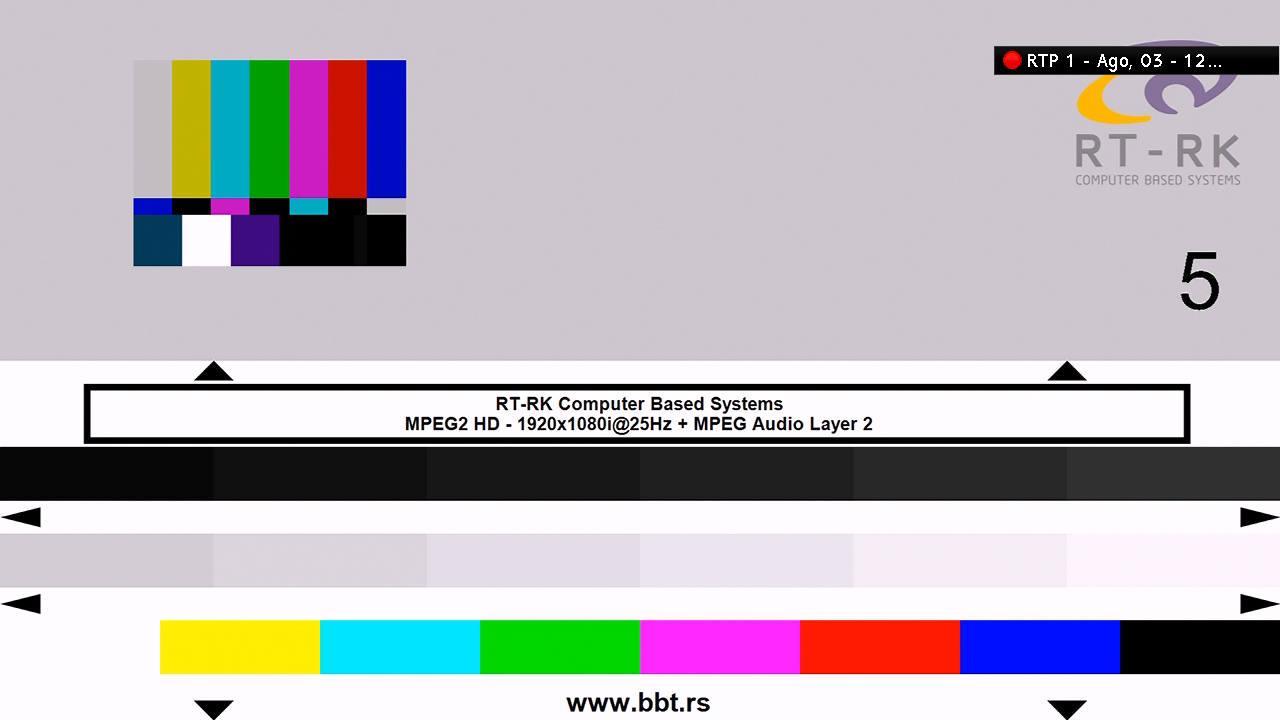 RTP 1 - Ago, 03 - 12...
RT-RK
COMPUTER BASED SYSTEMS
5
RT-RK Computer Based Systems
MPEG2 HD - 1920x1080i@25Hz + MPEG Audio Layer 2
www.bbt.rs